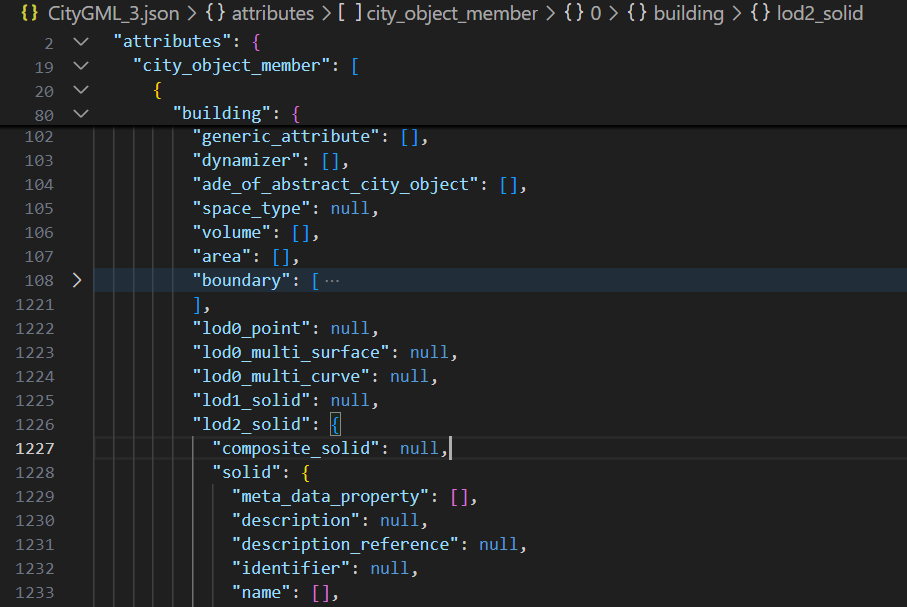 {} CityGML_3.json > {} attributes > [ ] city_object_member > {} 0 > {} building > {} lod2_solid
2 "attributes": {
19 "city_object_member": [
20 {
80 "building": {
102 "generic_attribute": [],
103 "dynamizer": [],
104 "ade_of_abstract_city_object": [],
105 "space_type": null,
106 "volume": [],
107 "area": [],
108 "boundary": [ ···
1221 ],
1222 "lod0_point": null,
1223 "lod0_multi_surface": null,
1224 "lod0_multi_curve": null,
1225 "lod1_solid": null,
1226 "lod2_solid": {
1227 "composite_solid": null,
1228 "solid": {
1229 "meta_data_property": [],
1230 "description": null,
1231 "description_reference": null,
1232 "identifier": null,
1233 "name": [],